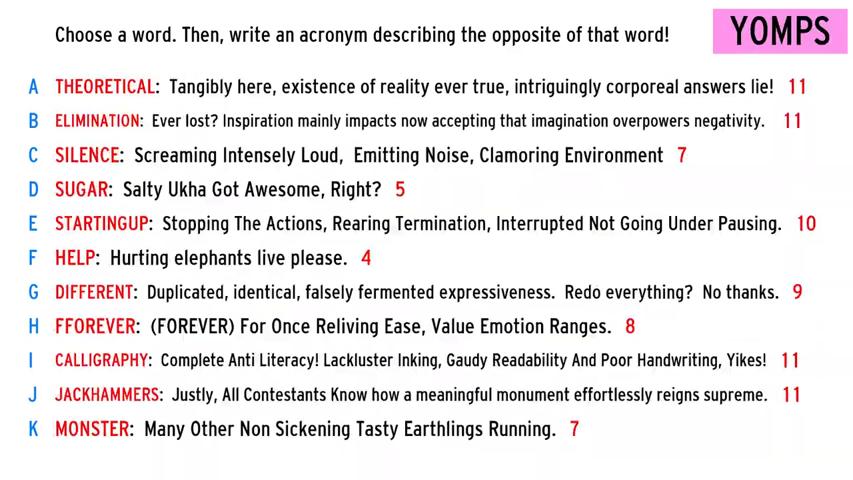 Choose a word. Then, write an acronym describing the opposite of that word!
YOMPS
A THEORETICAL: Tangibly here, existence of reality ever true, intriguingly corporeal answers lie! 11
B ELIMINATION: Ever lost? Inspiration mainly impacts now accepting that imagination overpowers negativity. 11
C SILENCE: Screaming Intensely Loud, Emitting Noise, Clamoring Environment 7
D SUGAR: Salty Ukha Got Awesome, Right? 5
E STARTINGUP: Stopping The Actions, Rearing Termination, Interrupted Not Going Under Pausing. 10
F HELP: Hurting elephants live please. 4
G DIFFERENT: Duplicated, identical, falsely fermented expressiveness. Redo everything? No thanks. 9
H FFOREVER: (FOREVER) For Once Reliving Ease, Value Emotion Ranges. 8
I CALLIGRAPHY: Complete Anti Literacy! Lackluster Inking, Gaudy Readability And Poor Handwriting, Yikes! 11
J JACKHAMMERS: Justly, All Contestants Know how a meaningful monument effortlessly reigns supreme. 11
K MONSTER: Many Other Non Sickening Tasty Earthlings Running. 7